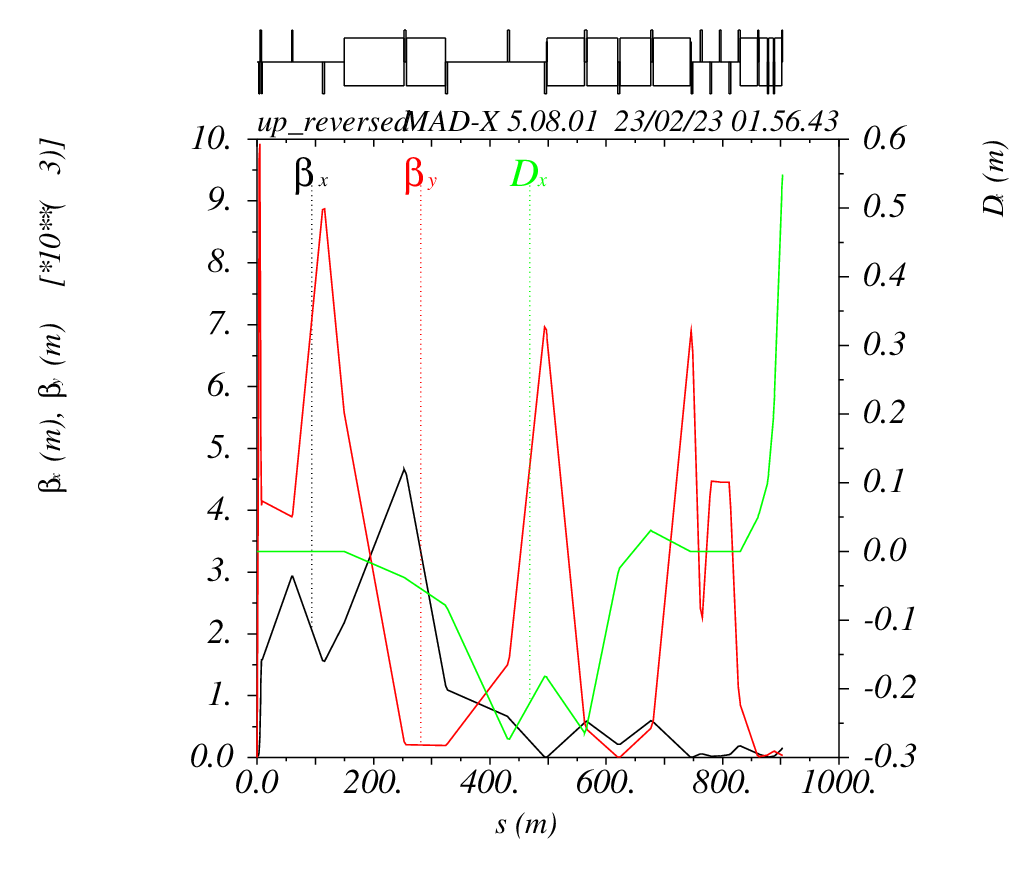 up_reversed MAD-X 5.08.01 23/02/23 01.56.43
10.
9.
8.
7.
6.
5.
4.
3.
2.
1.
0.0
βx (m), βy (m) [*10**( 3)]
βx
βy
Dx
0.6
0.5
0.4
0.3
0.2
0.1
0.0
-0.1
-0.2
-0.3
Dx (m)
0.0 200. 400. 600. 800. 1000.
s (m)